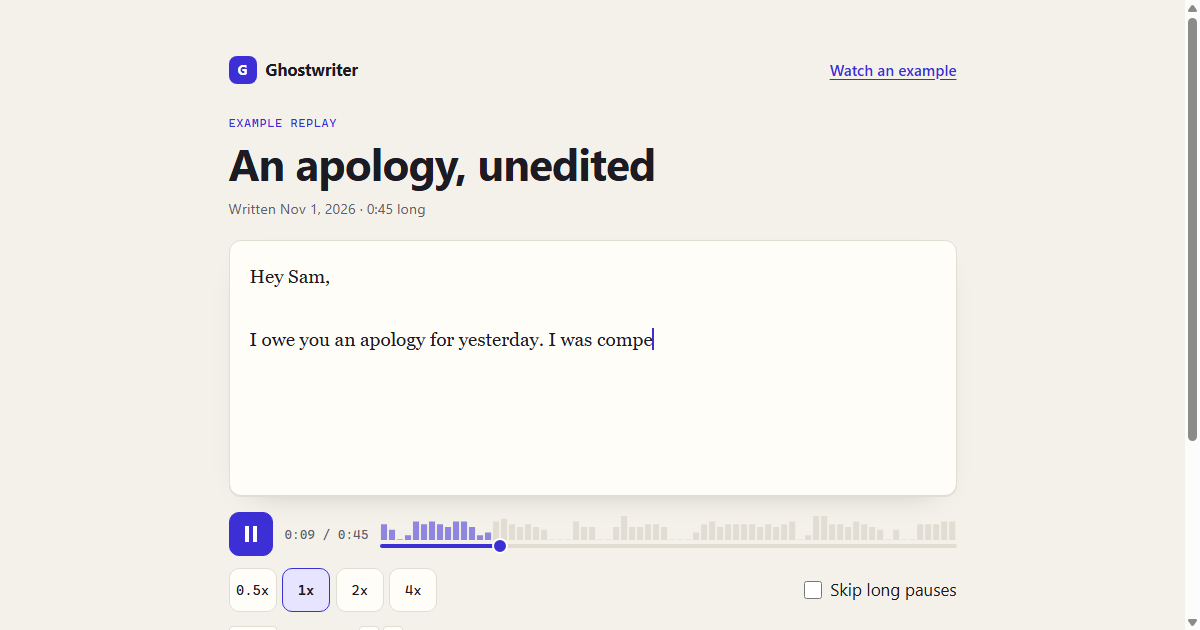 G Ghostwriter
Watch an example
EXAMPLE REPLAY
An apology, unedited
Written Nov 1, 2026 · 0:45 long
Hey Sam,
I owe you an apology for yesterday. I was compe
0:09 / 0:45
0.5x 1x 2x 4x
Skip long pauses